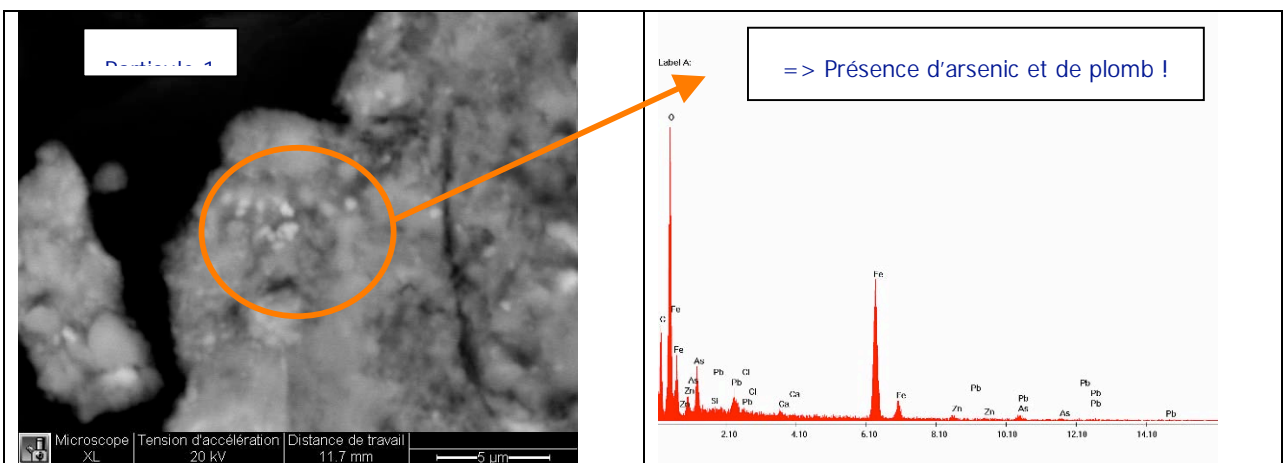 Particule 1
Microscope
XL
Tension d'accélération
20 kV
Distance de travail
11.7 mm
5 µm
=> Présence d'arsenic et de plomb !
Label A:
O
C
Fe
Fe
Zn
Zn
As
As
Si
Pb
Pb
Pb
Cl
Cl
Ca
Ca
Fe
Fe
Zn
Pb
Zn
Pb
As
As
Pb
Pb
Pb
Pb
2.10 4.10 6.10 8.10 10.10 12.10 14.10